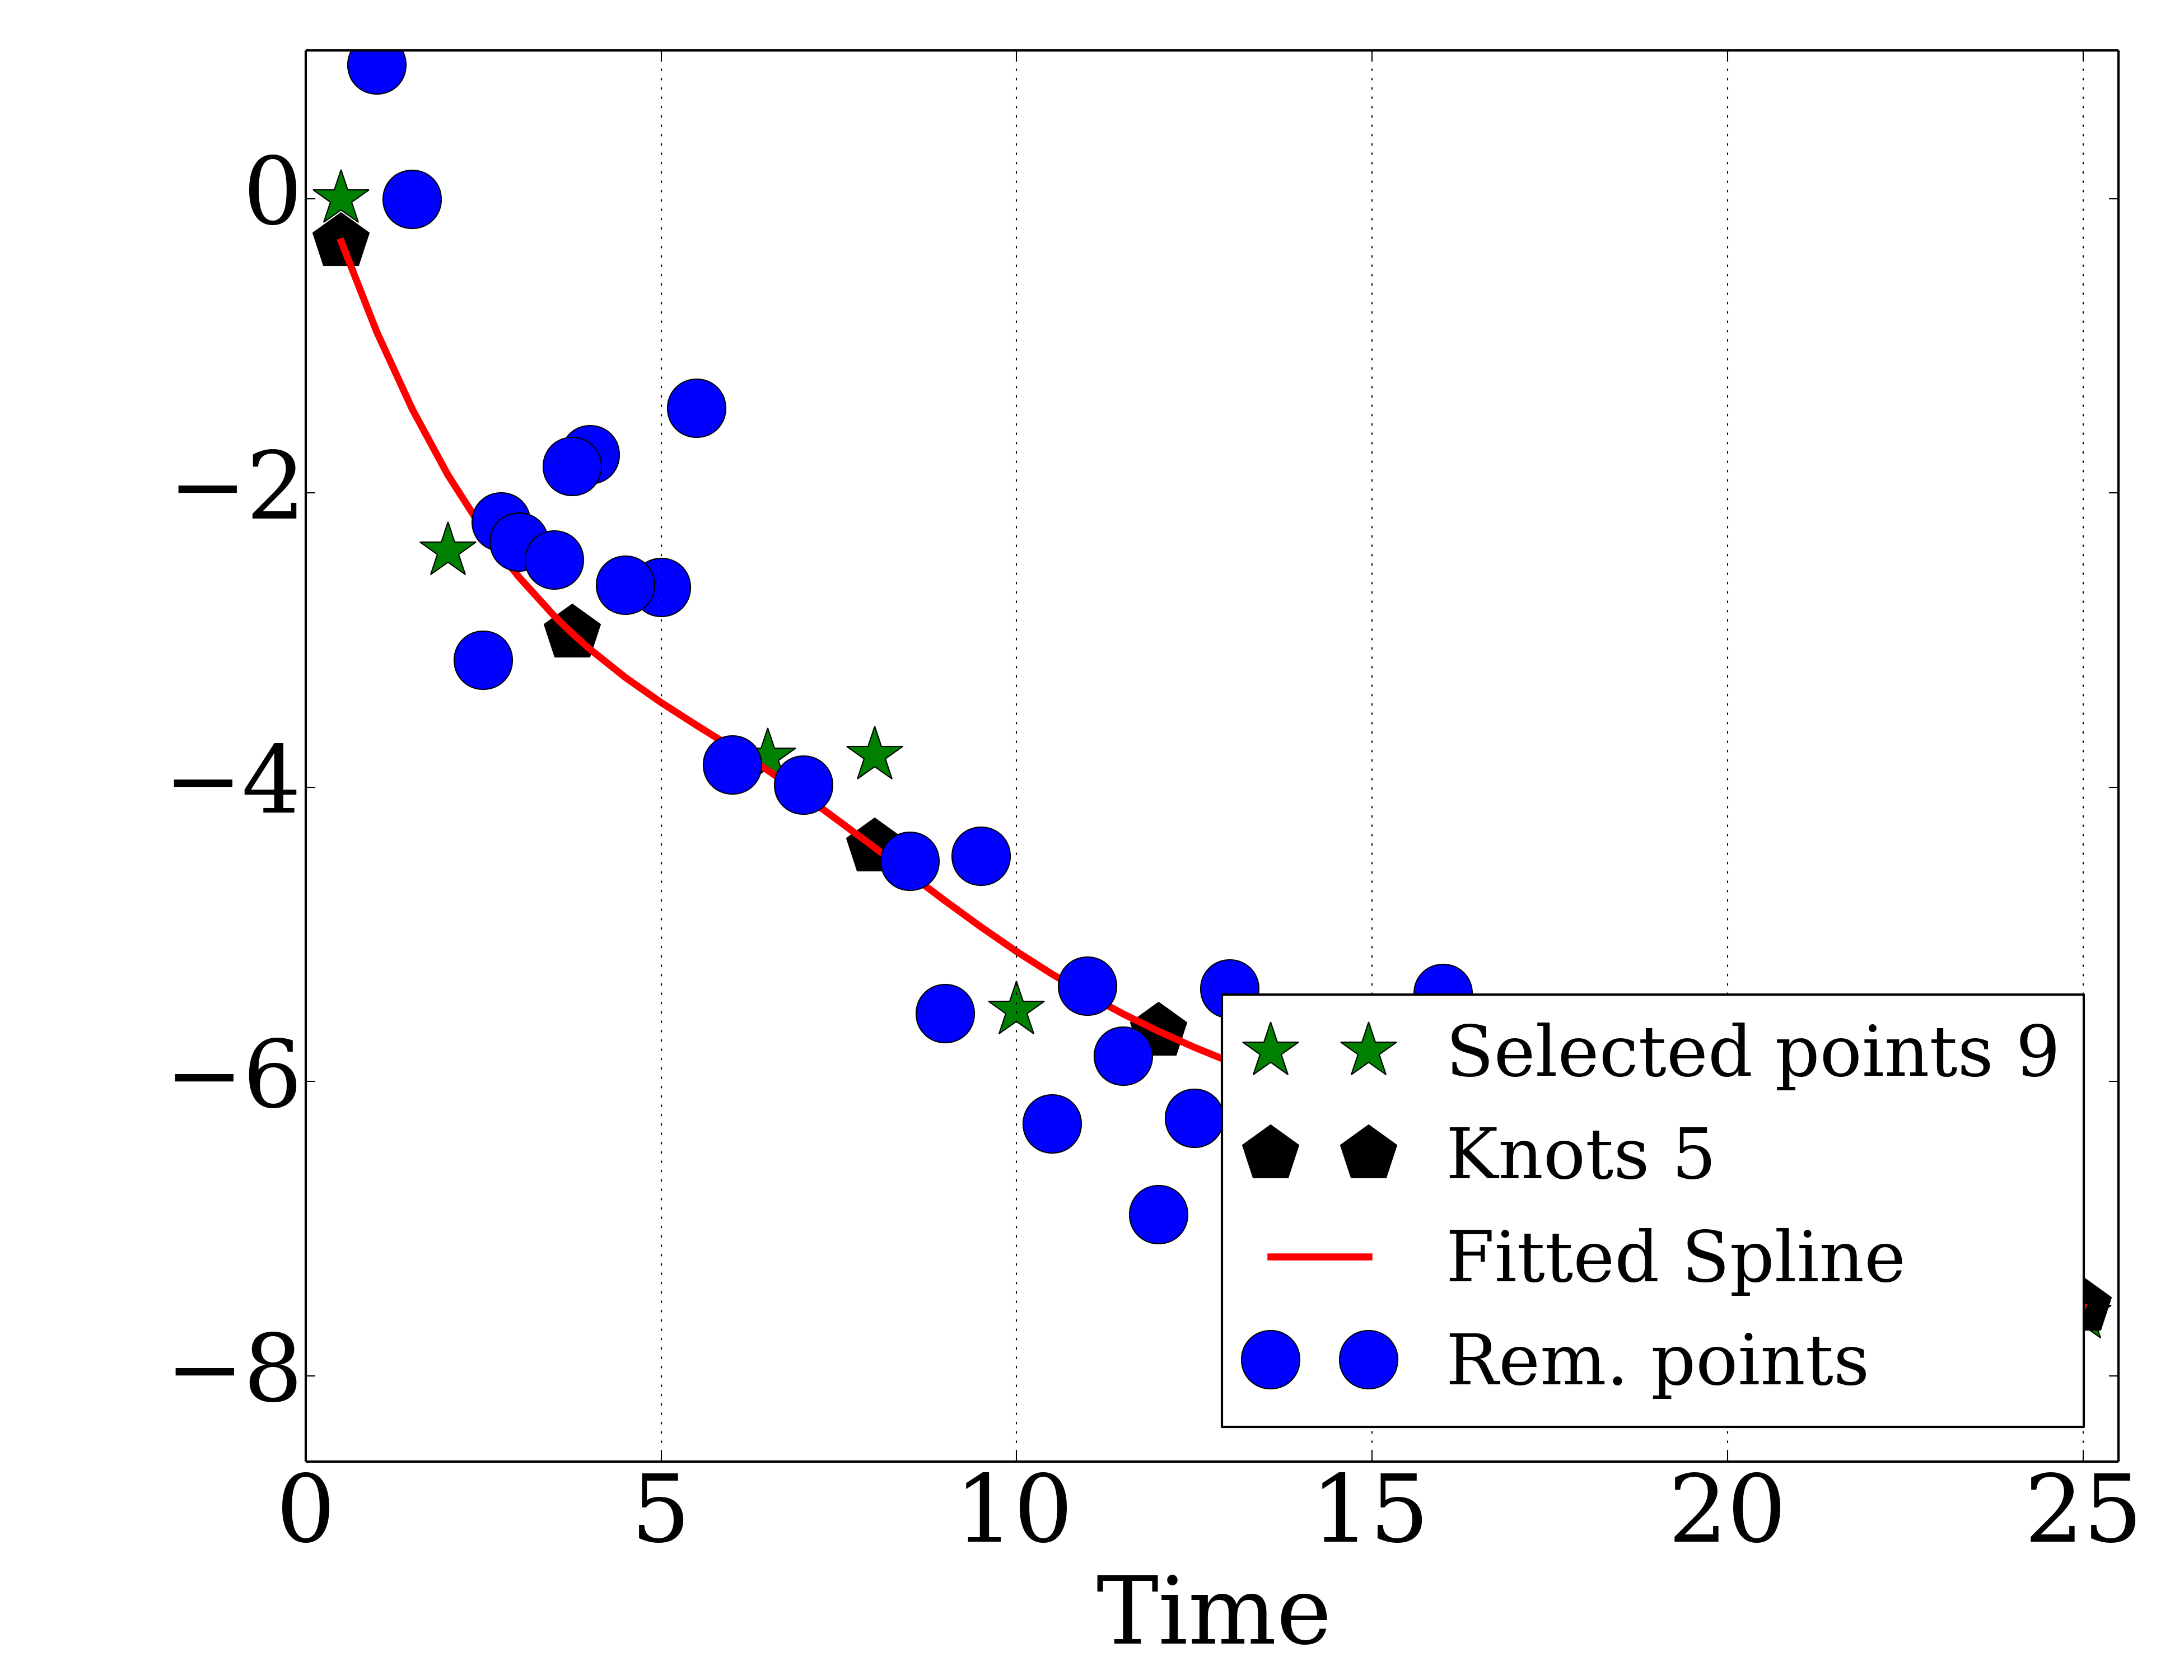 0
−2
−4
−6
−8
Selected points 9
Knots 5
Fitted Spline
Rem. points
0 5 10 15 20 25
Time